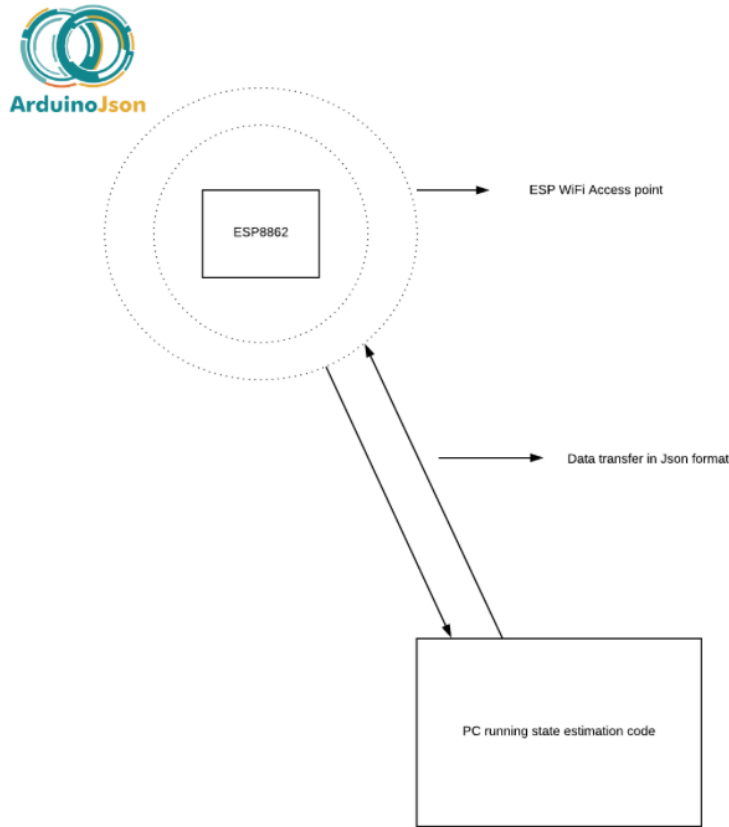 ArduinoJson
ESP WiFi Access point
ESP8862
Data transfer in Json format
PC running state estimation code